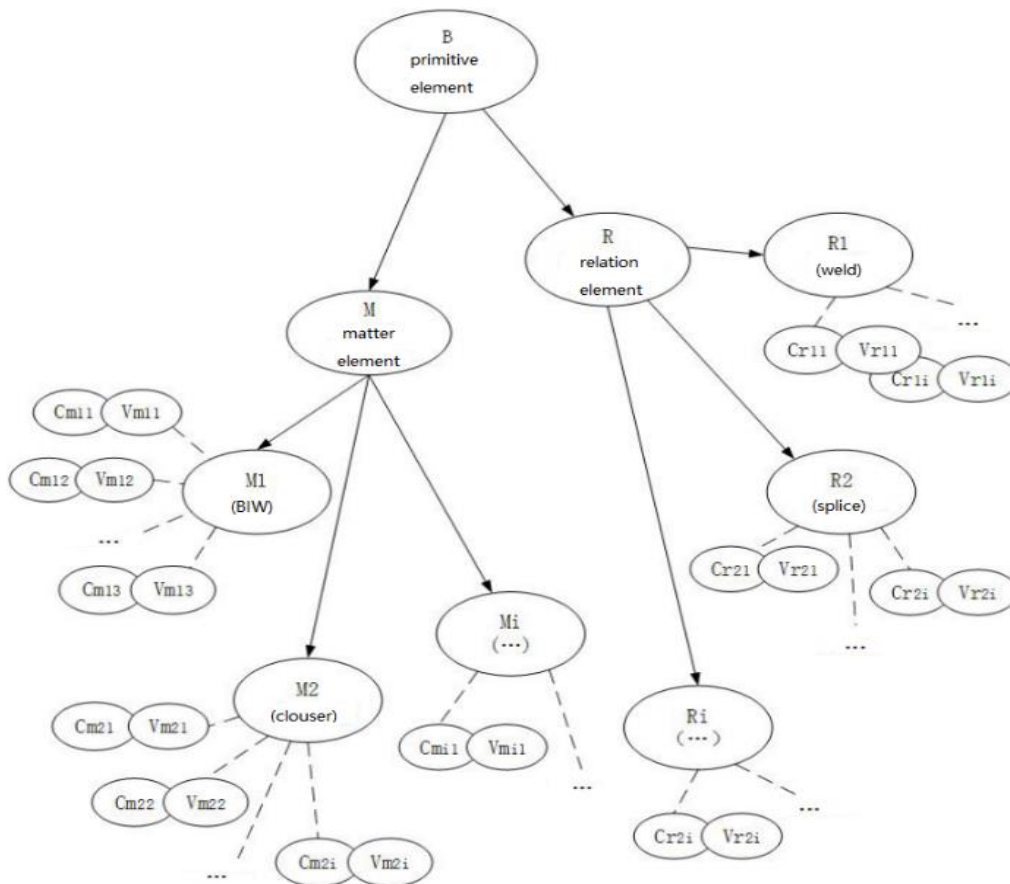 B
primitive
element
R
relation
element
R1
(weld)
...
Cr11 Vr11
Cr1i Vr1i
M
matter
element
Cm11 Vm11
Cm12 Vm12
M1
(BIW)
...
Cm13 Vm13
R2
(splice)
Cr21 Vr21
Cr2i Vr2i
...
Mi
(...)
Cmi1 Vmi1
...
M2
(clouser)
Cm21 Vm21
Cm22 Vm22
...
Cm2i Vm2i
Ri
(...)
...
Cr2i Vr2i